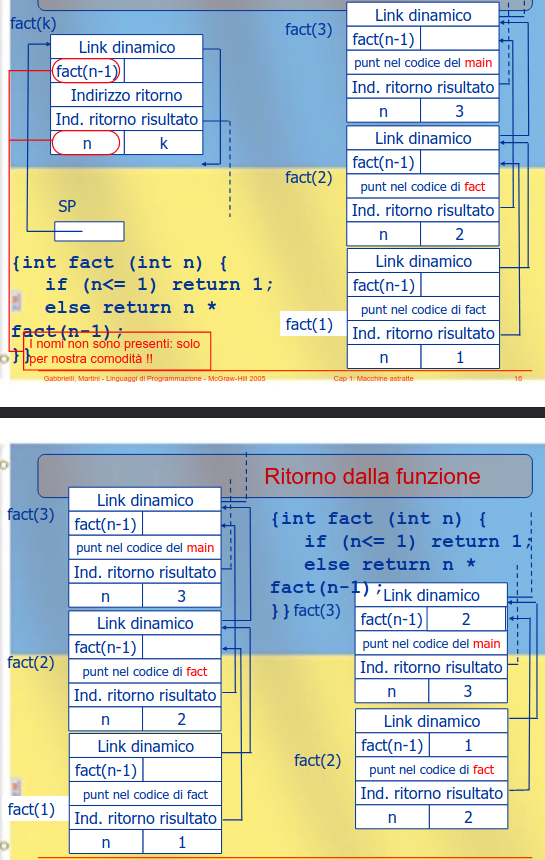 fact(k)
Link dinamico
fact(n-1)
Indirizzo ritorno
Ind. ritorno risultato
n k
SP
{int fact (int n) {
if (n<= 1) return 1;
else return n *
fact(n-1);
}}
I nomi non sono presenti: solo
per nostra comodità !!
fact(3)
Link dinamico
fact(n-1)
punt nel codice del main
Ind. ritorno risultato
n 3
fact(2)
Link dinamico
fact(n-1)
punt nel codice di fact
Ind. ritorno risultato
n 2
fact(1)
Link dinamico
fact(n-1)
punt nel codice di fact
Ind. ritorno risultato
n 1
Gabbrielli, Martini - Linguaggi di Programmazione - McGraw-Hill 2005 Cap 1: Macchine astratte 16
Ritorno dalla funzione
fact(3)
Link dinamico
fact(n-1)
punt nel codice del main
Ind. ritorno risultato
n 3
fact(2)
Link dinamico
fact(n-1)
punt nel codice di fact
Ind. ritorno risultato
n 2
fact(1)
Link dinamico
fact(n-1)
punt nel codice di fact
Ind. ritorno risultato
n 1
{int fact (int n) {
if (n<= 1) return 1;
else return n *
fact(n-1);
}}
fact(3)
Link dinamico
fact(n-1) 2
punt nel codice del main
Ind. ritorno risultato
n 3
fact(2)
Link dinamico
fact(n-1) 1
punt nel codice di fact
Ind. ritorno risultato
n 2